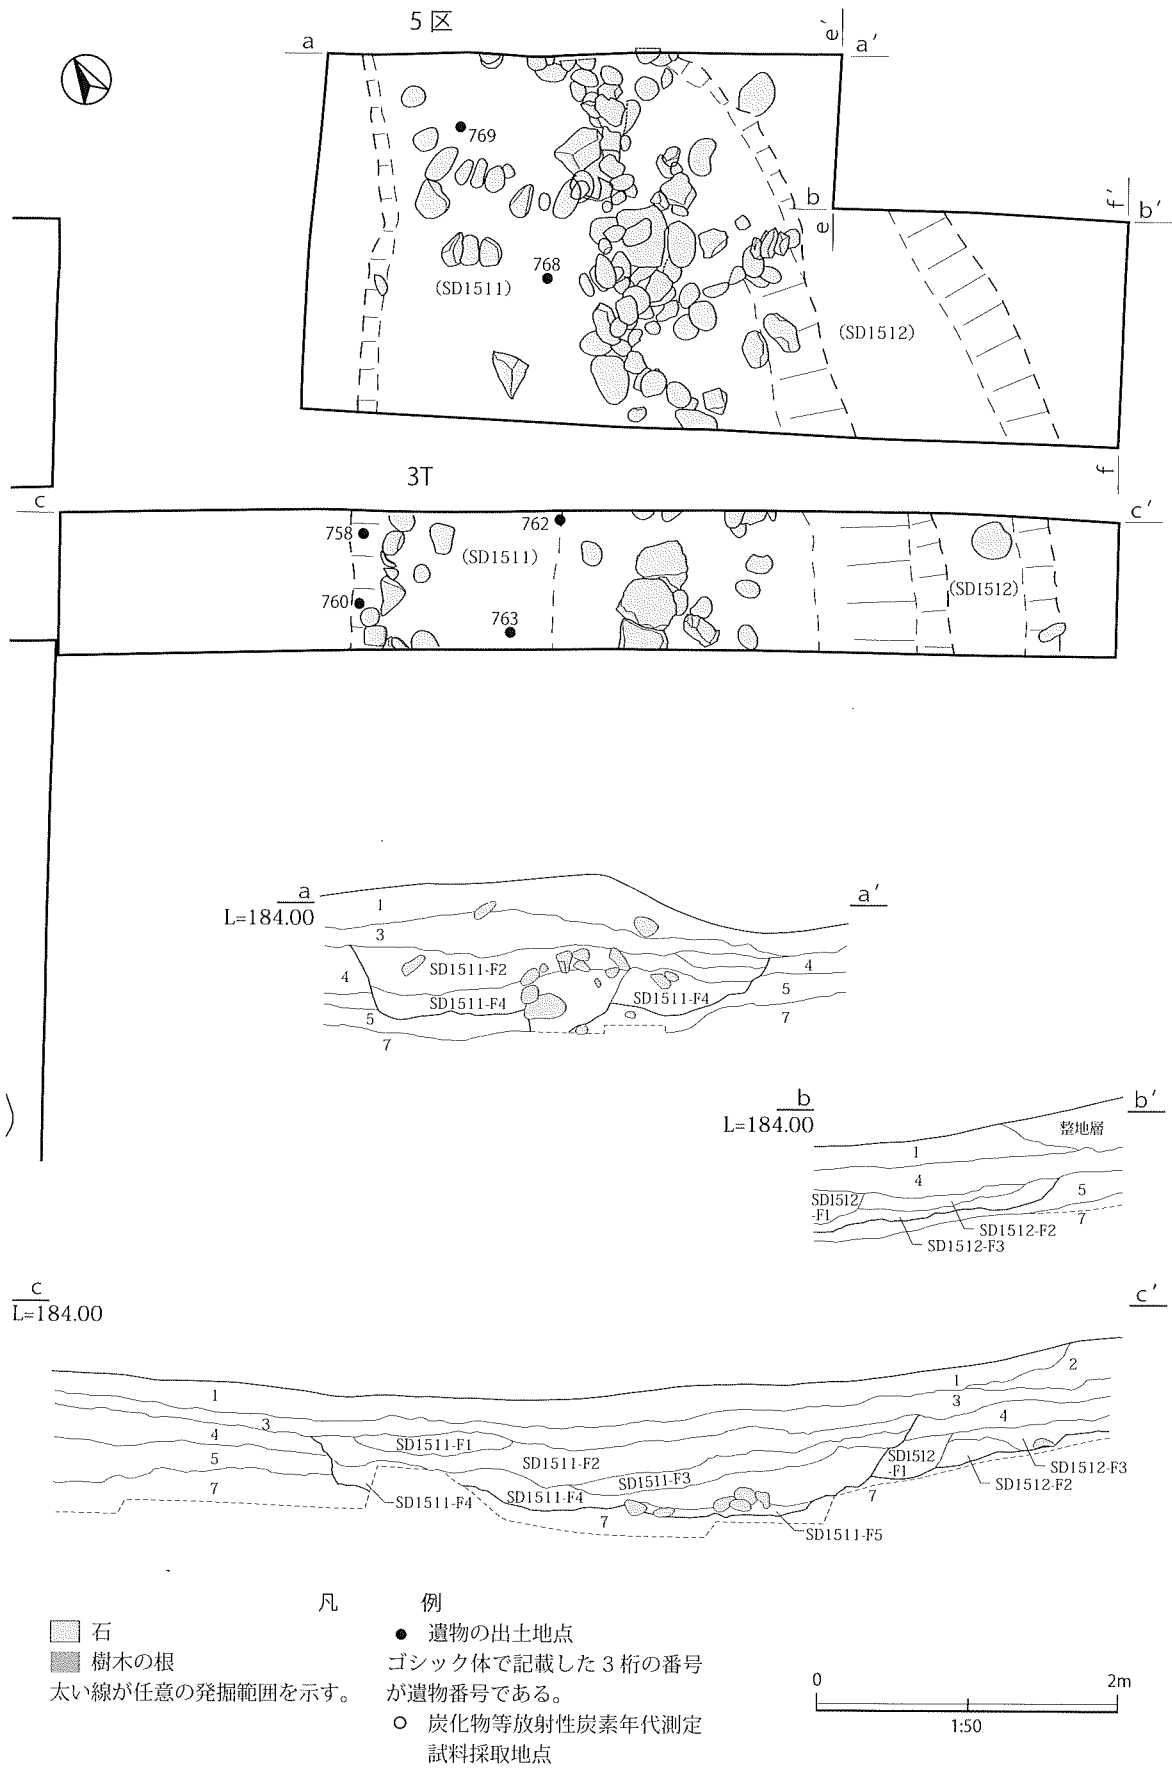 5区
a
a′
e′
769
b
e
f′
b′
768
(SD1511)
(SD1512)
f
3T
c
c′
758
762
(SD1511)
760
763
(SD1512)
a
L=184.00
a′
1
3
SD1511-F2
4
4
SD1511-F4
SD1511-F4
5
5
7
7
b
L=184.00
b′
整地層
1
4
5
SD1512
-F1
7
SD1512-F2
SD1512-F3
c
L=184.00
c′
2
1
1
3
3
4
4
SD1511-F1
5
SD1511-F2
SD1512
-F1
SD1512-F3
SD1511-F3
SD1512-F2
7
SD1511-F4
SD1511-F4
7
7
SD1511-F5
凡例
石
樹木の根
太い線が任意の発掘範囲を示す。
遺物の出土地点
ゴシック体で記載した3桁の番号
が遺物番号である。
炭化物等放射性炭素年代測定
試料採取地点
0
2m
1:50